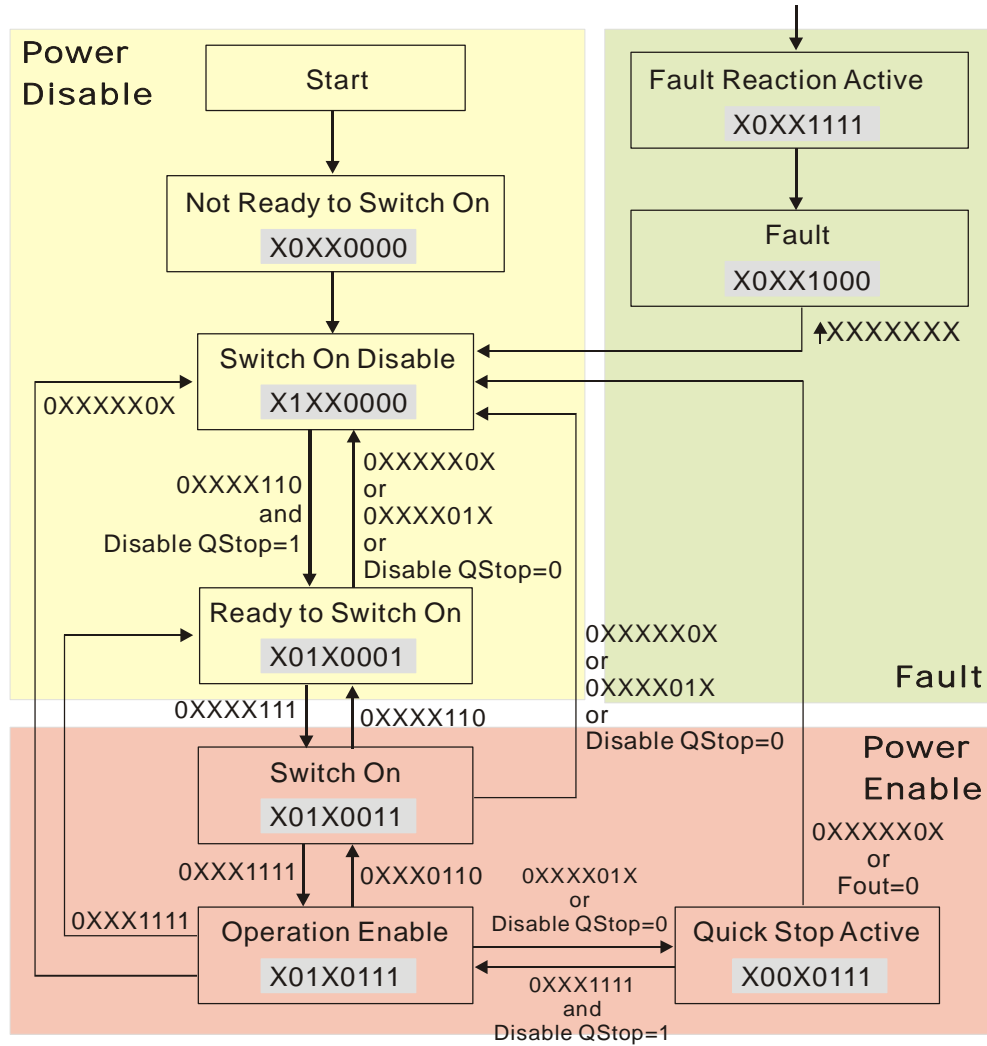 Power
Disable
Start
Not Ready to Switch On
X0XX0000
Switch On Disable
X1XX0000
0XXXXX0X
0XXXX110
and
Disable QStop=1
0XXXXX0X
or
0XXXX01X
or
Disable QStop=0
Ready to Switch On
X01X0001
0XXXX111
0XXXX110
Fault Reaction Active
X0XX1111
Fault
X0XX1000
XXXXXXX
Fault
0XXXXX0X
or
0XXXX01X
or
Disable QStop=0
Power
Enable
Switch On
X01X0011
0XXX1111
0XXX0110
0XXX1111
Operation Enable
X01X0111
0XXXX01X
or
Disable QStop=0
0XXX1111
and
Disable QStop=1
0XXXXX0X
or
Fout=0
Quick Stop Active
X00X0111